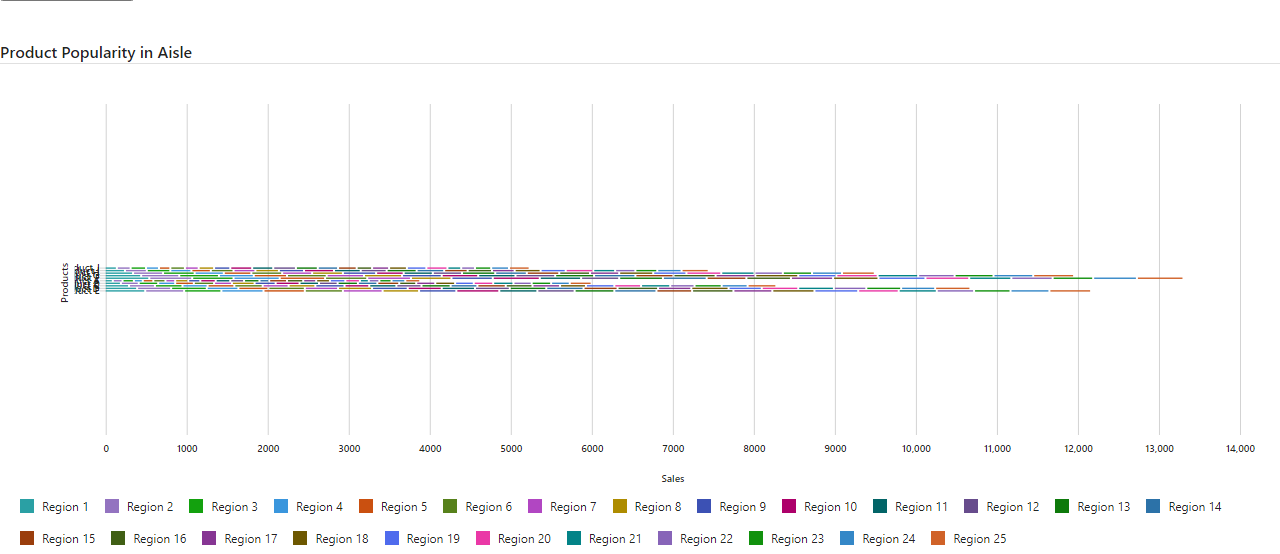 Product Popularity in Aisle
Products
0 1000 2000 3000 4000 5000 6000 7000 8000 9000 10,000 11,000 12,000 13,000 14,000
Sales
Region 1 Region 2 Region 3 Region 4 Region 5 Region 6 Region 7 Region 8 Region 9 Region 10 Region 11 Region 12 Region 13 Region 14
Region 15 Region 16 Region 17 Region 18 Region 19 Region 20 Region 21 Region 22 Region 23 Region 24 Region 25